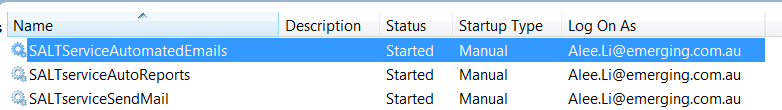 Name Description Status Startup Type Log On As
SALTServiceAutomatedEmails Started Manual Alee.Li@emerging.com.au
SALTserviceAutoReports Started Manual Alee.Li@emerging.com.au
SALTserviceSendMail Started Manual Alee.Li@emerging.com.au